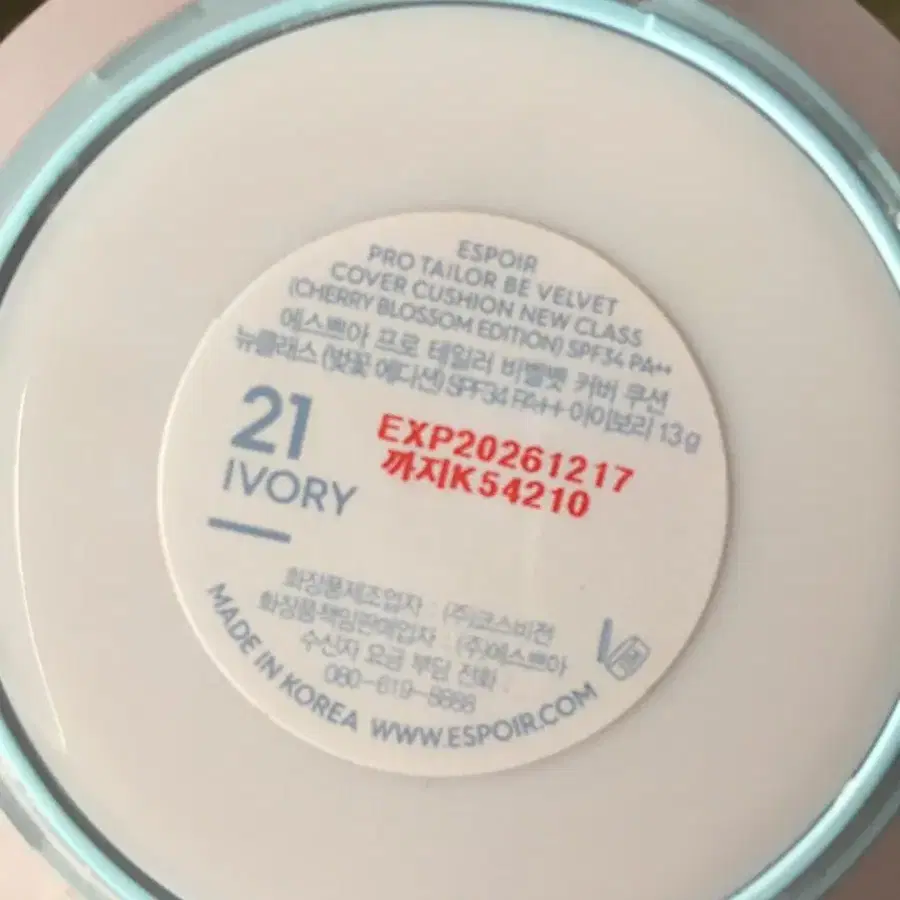 ESPOIR
PRO TAILOR BE VELVET
COVER CUSHION NEW CLASS
(CHERRY BLOSSOM EDITION) SPF34 PA++
에스쁘아 프로 테일러 비벨벳 커버 쿠션
뉴클래스 (벚꽃 에디션) SPF34 PA++ 아이보리 13g
21
IVORY
EXP20261217
까지K54210
화장품제조업자 : (주)코스비전
화장품책임판매업자 (주)에스쁘아
수신자 요금 부담 전화 :
MADE IN KOREA WWW.ESPOIR.COM